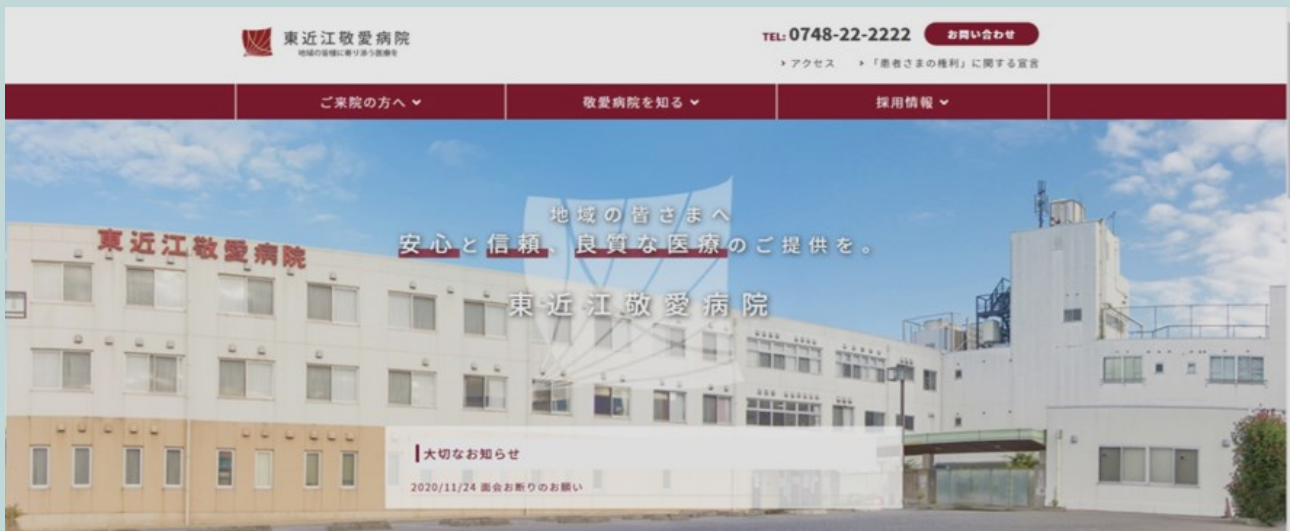 東近江敬愛病院
地域の皆様に寄り添う医療を
TEL: 0748-22-2222
お問い合わせ
アクセス
「患者さまの権利」に関する宣言
ご来院の方へ
敬愛病院を知る
採用情報
地域の皆さまへ
安心と信頼、良質な医療のご提供を。
東近江敬愛病院
東近江敬愛病院
大切なお知らせ
2020/11/24 面会お断りのお願い